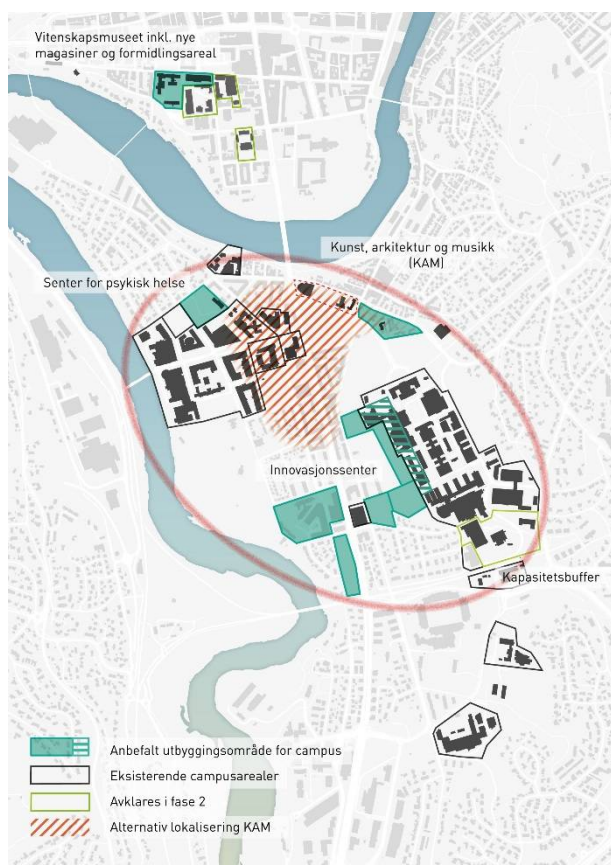 Vitenskapsmuseet inkl. nye
magasiner og formidlingsareal
Kunst, arkitektur og musikk
(KAM)
Senter for psykisk helse
Innovasjonssenter
Kapasitetsbuffer
Anbefalt utbyggingsområde for campus
Eksisterende campusarealer
Avklares i fase 2
Alternativ lokalisering KAM